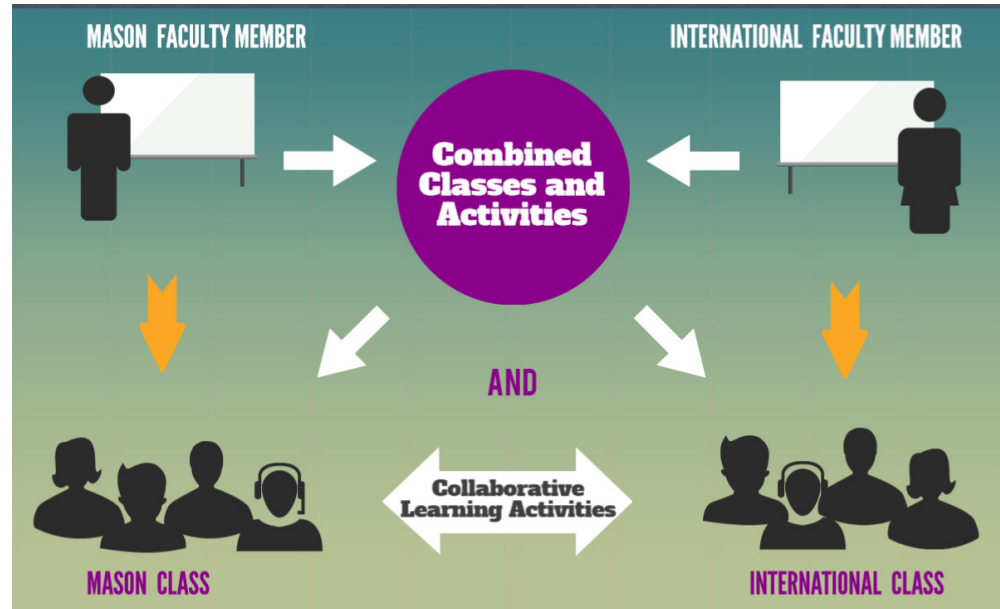 MASON FACULTY MEMBER
INTERNATIONAL FACULTY MEMBER
Combined
Classes and
Activities
AND
Collaborative
Learning Activities
MASON CLASS
INTERNATIONAL CLASS